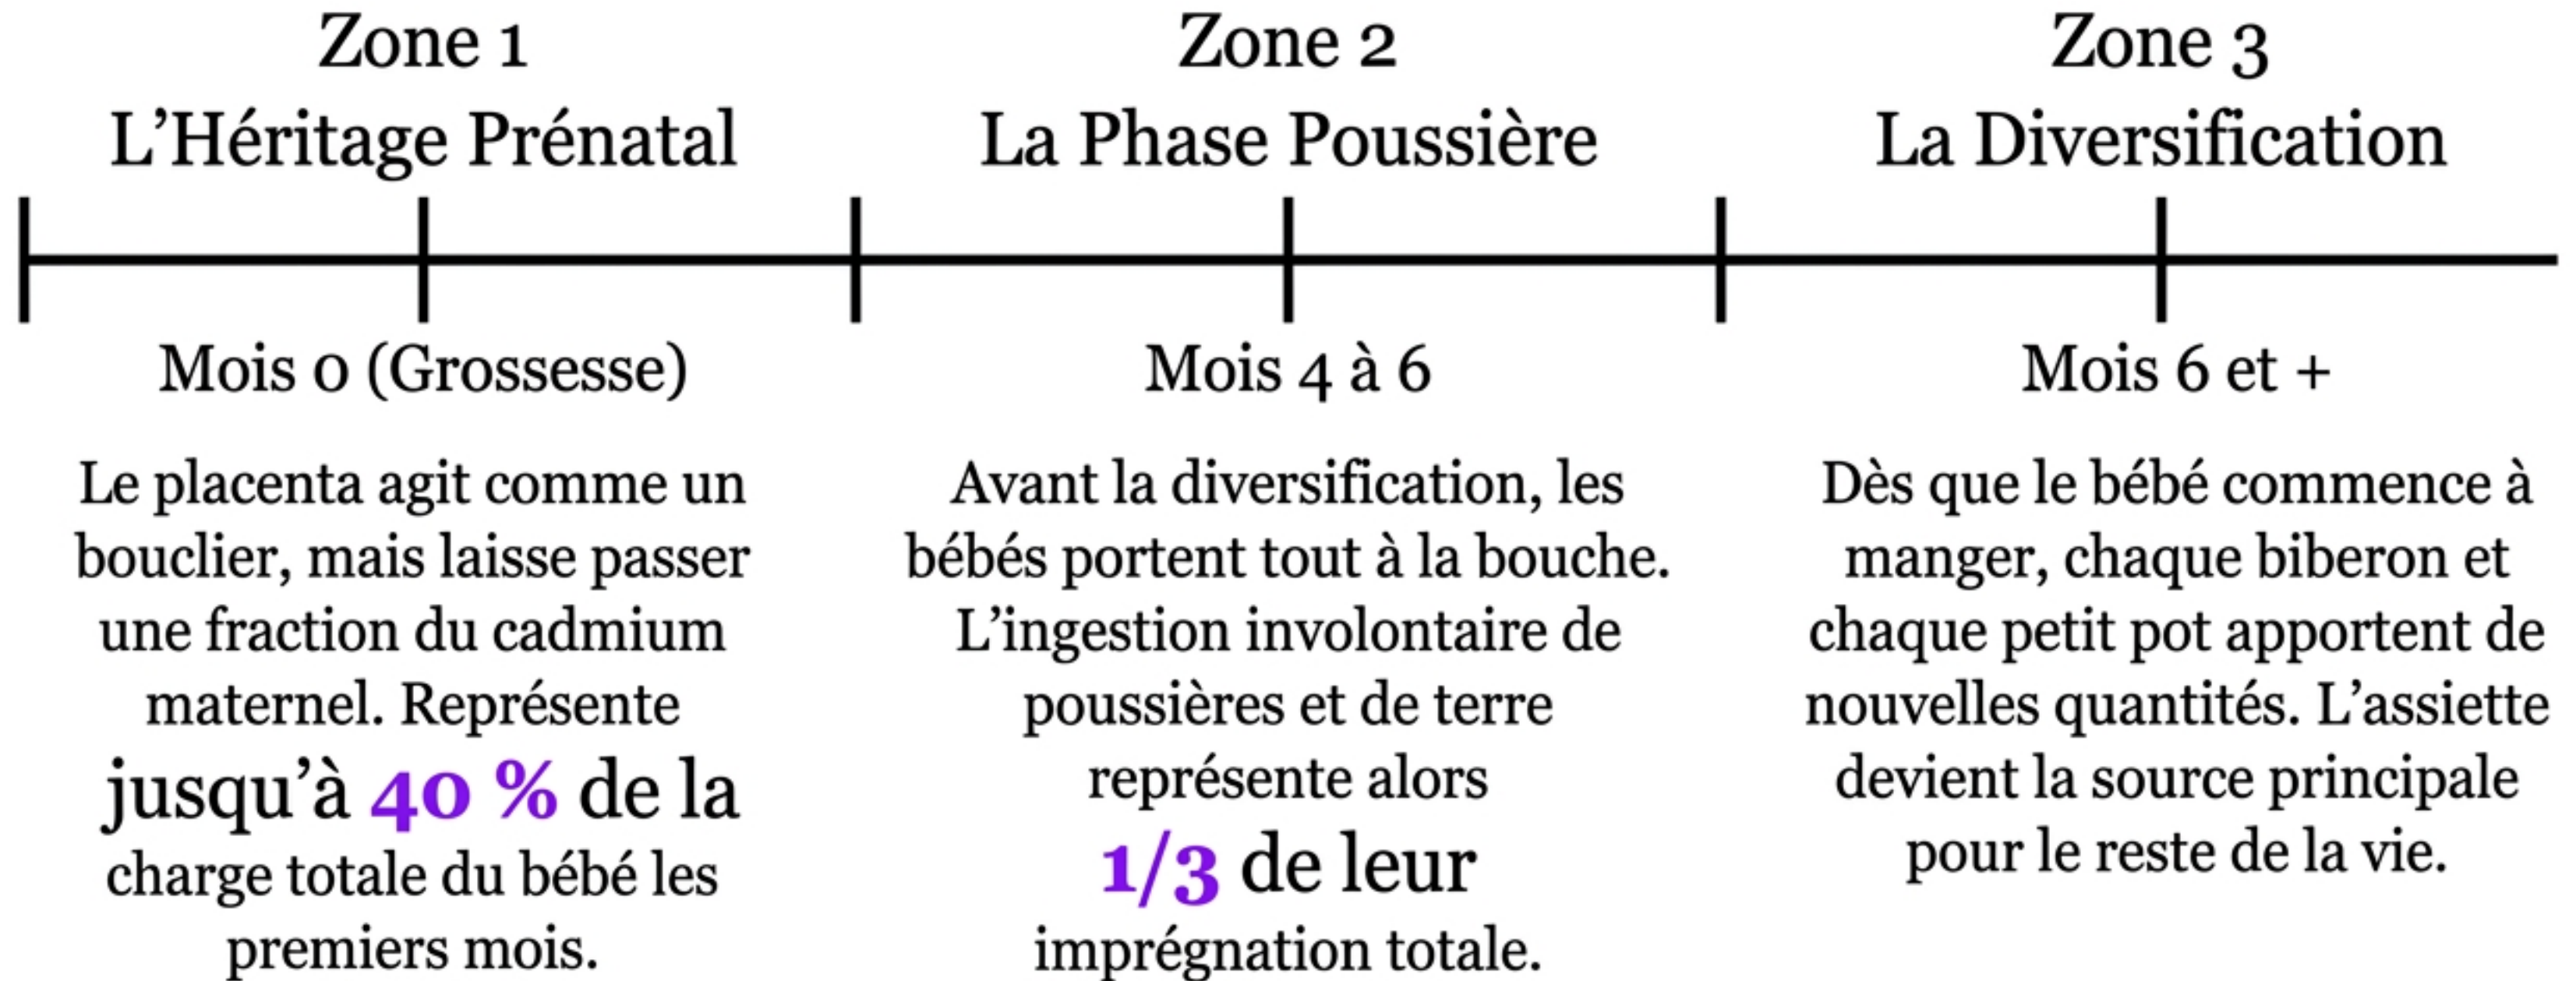 Zone 1
L’Héritage Prénatal
Mois 0 (Grossesse)
Le placenta agit comme un
bouclier, mais laisse passer
une fraction du cadmium
maternel. Représente
jusqu’à 40 % de la
charge totale du bébé les
premiers mois.
Zone 2
La Phase Poussière
Mois 4 à 6
Avant la diversification, les
bébés portent tout à la bouche.
L’ingestion involontaire de
poussières et de terre
représente alors
1/3 de leur
imprégnation totale.
Zone 3
La Diversification
Mois 6 et +
Dès que le bébé commence à
manger, chaque biberon et
chaque petit pot apportent de
nouvelles quantités. L’assiette
devient la source principale
pour le reste de la vie.